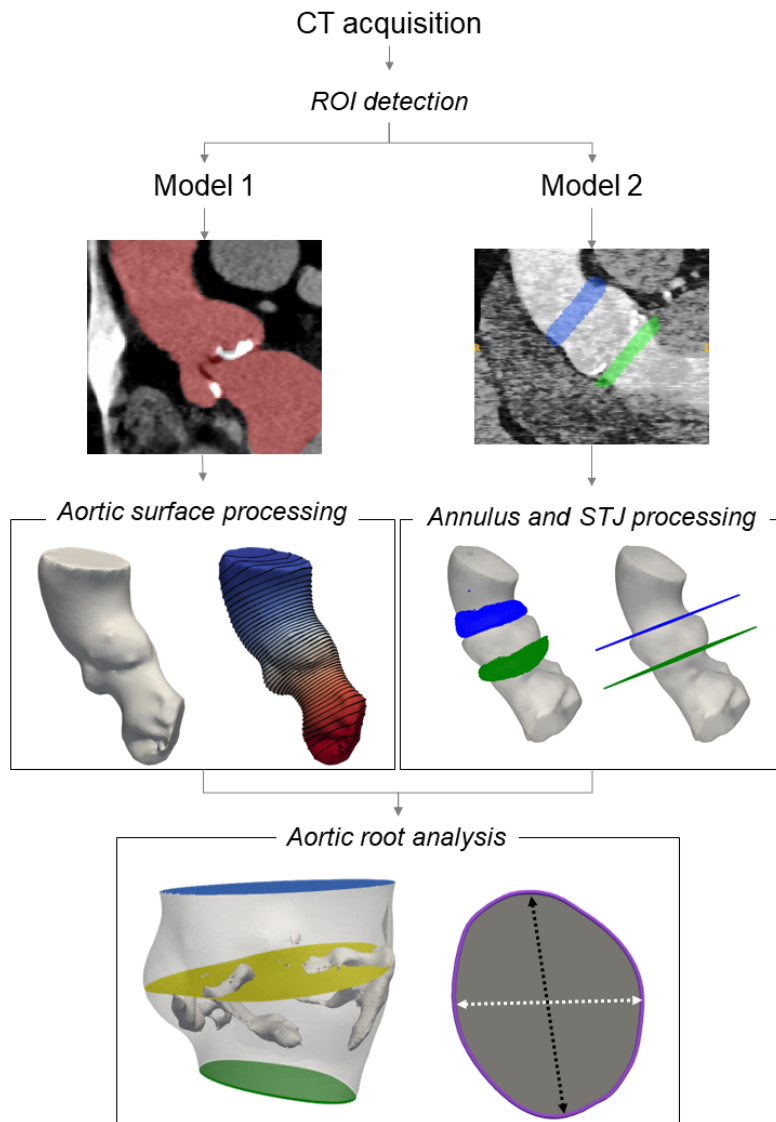 CT acquisition
ROI detection
Model 1
Model 2
R
Aortic surface processing
Annulus and STJ processing
Aortic root analysis